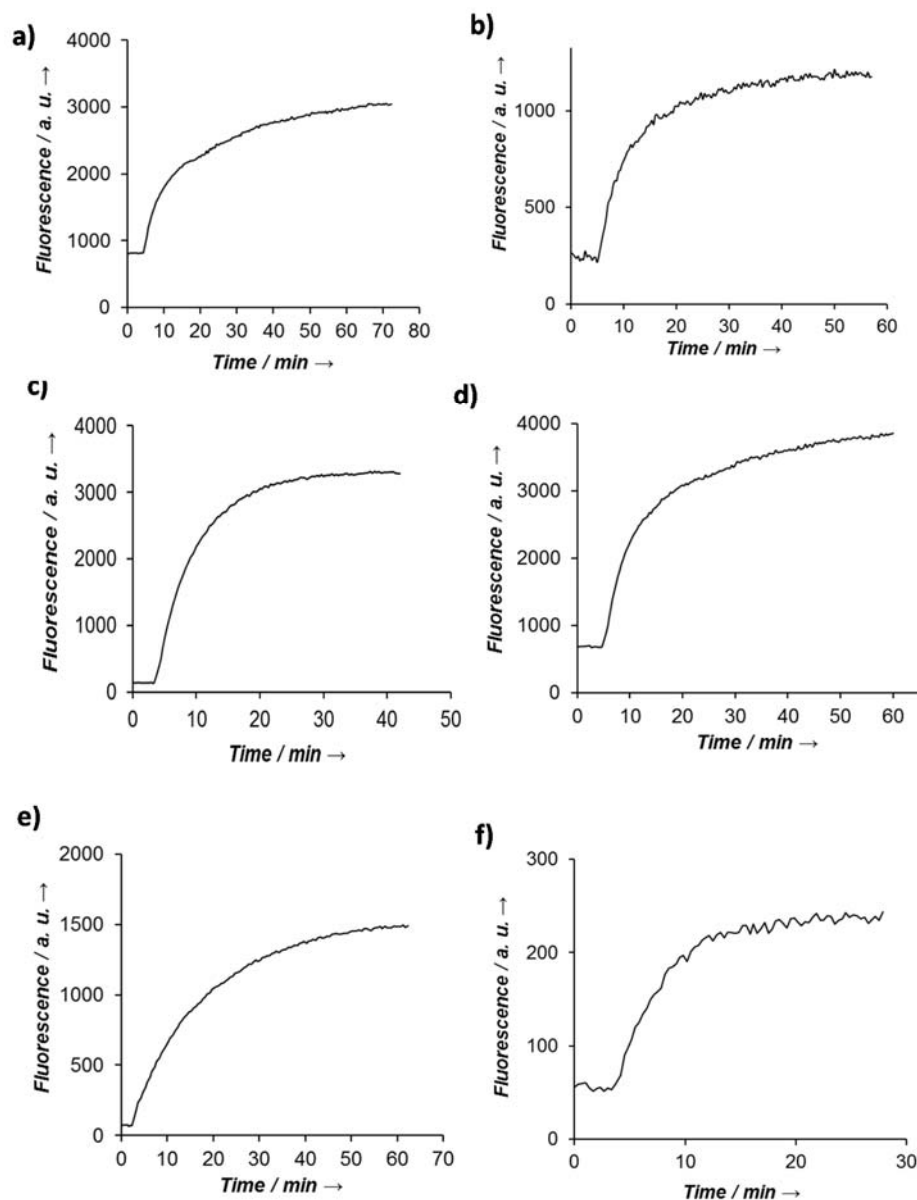 a)
Fluorescence / a. u. →
4000
3000
2000
1000
0
0 10 20 30 40 50 60 70 80
Time / min →
b)
Fluorescence / a. u. →
1000
500
0
0 10 20 30 40 50 60
Time / min →
c)
Fluorescence / a. u. →
4000
3000
2000
1000
0
0 10 20 30 40 50
Time / min →
d)
Fluorescence / a. u. →
4000
3000
2000
1000
0
0 10 20 30 40 50 60
Time / min →
e)
Fluorescence / a. u. →
2000
1500
1000
500
0
0 10 20 30 40 50 60 70
Time / min →
f)
Fluorescence / a. u. →
300
200
100
0
0 10 20 30
Time / min →